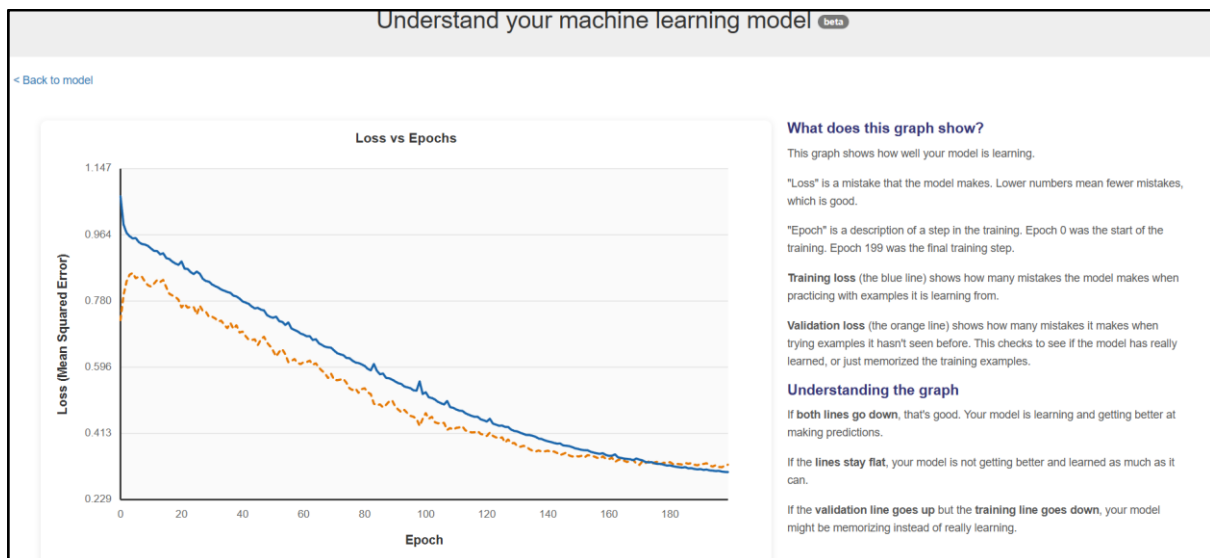 Understand your machine learning model beta
< Back to model
Loss vs Epochs
1.147
0.964
0.780
0.596
0.413
0.229
Loss (Mean Squared Error)
0 20 40 60 80 100 120 140 160 180
Epoch
What does this graph show?
This graph shows how well your model is learning.
"Loss" is a mistake that the model makes. Lower numbers mean fewer mistakes,
which is good.
"Epoch" is a description of a step in the training. Epoch 0 was the start of the
training. Epoch 199 was the final training step.
Training loss (the blue line) shows how many mistakes the model makes when
practicing with examples it is learning from.
Validation loss (the orange line) shows how many mistakes it makes when
trying examples it hasn't seen before. This checks to see if the model has really
learned, or just memorized the training examples.
Understanding the graph
If both lines go down, that's good. Your model is learning and getting better at
making predictions.
If the lines stay flat, your model is not getting better and learned as much as it
can.
If the validation line goes up but the training line goes down, your model
might be memorizing instead of really learning.